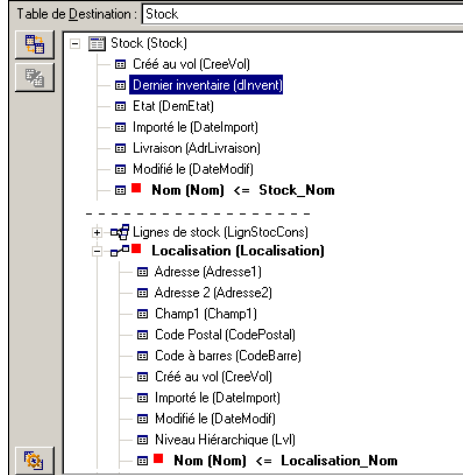 Table de Destination : Stock
Stock (Stock)
Créé au vol (CreeVol)
Dernier inventaire (dInvent)
Etat (DemEtat)
Importé le (DateImport)
Livraison (AdrLivraison)
Modifié le (DateModif)
Nom (Nom) <= Stock_Nom
Lignes de stock (LignStocCons)
Localisation (Localisation)
Adresse (Adresse1)
Adresse 2 (Adresse2)
Champ1 (Champ1)
Code Postal (CodePostal)
Code à barres (CodeBarre)
Créé au vol (CreeVol)
Importé le (DateImport)
Modifié le (DateModif)
Niveau Hiérarchique (Lvl)
Nom (Nom) <= Localisation_Nom